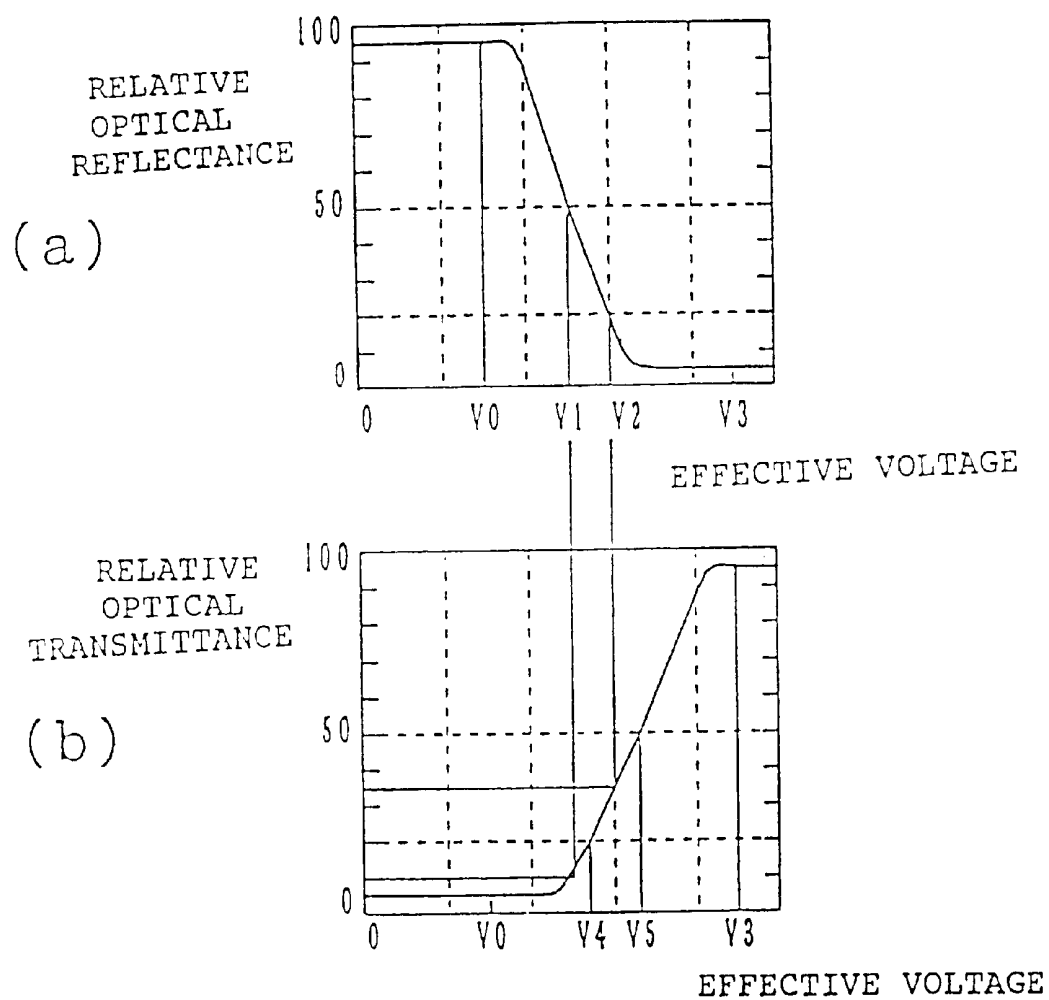 100
RELATIVE
OPTICAL
REFLECTANCE
50
(a)
0
0 V0 V1 V2 V3
EFFECTIVE VOLTAGE
100
RELATIVE
OPTICAL
TRANSMITTANCE
50
(b)
0
0 V0 V4 V5 V3
EFFECTIVE VOLTAGE